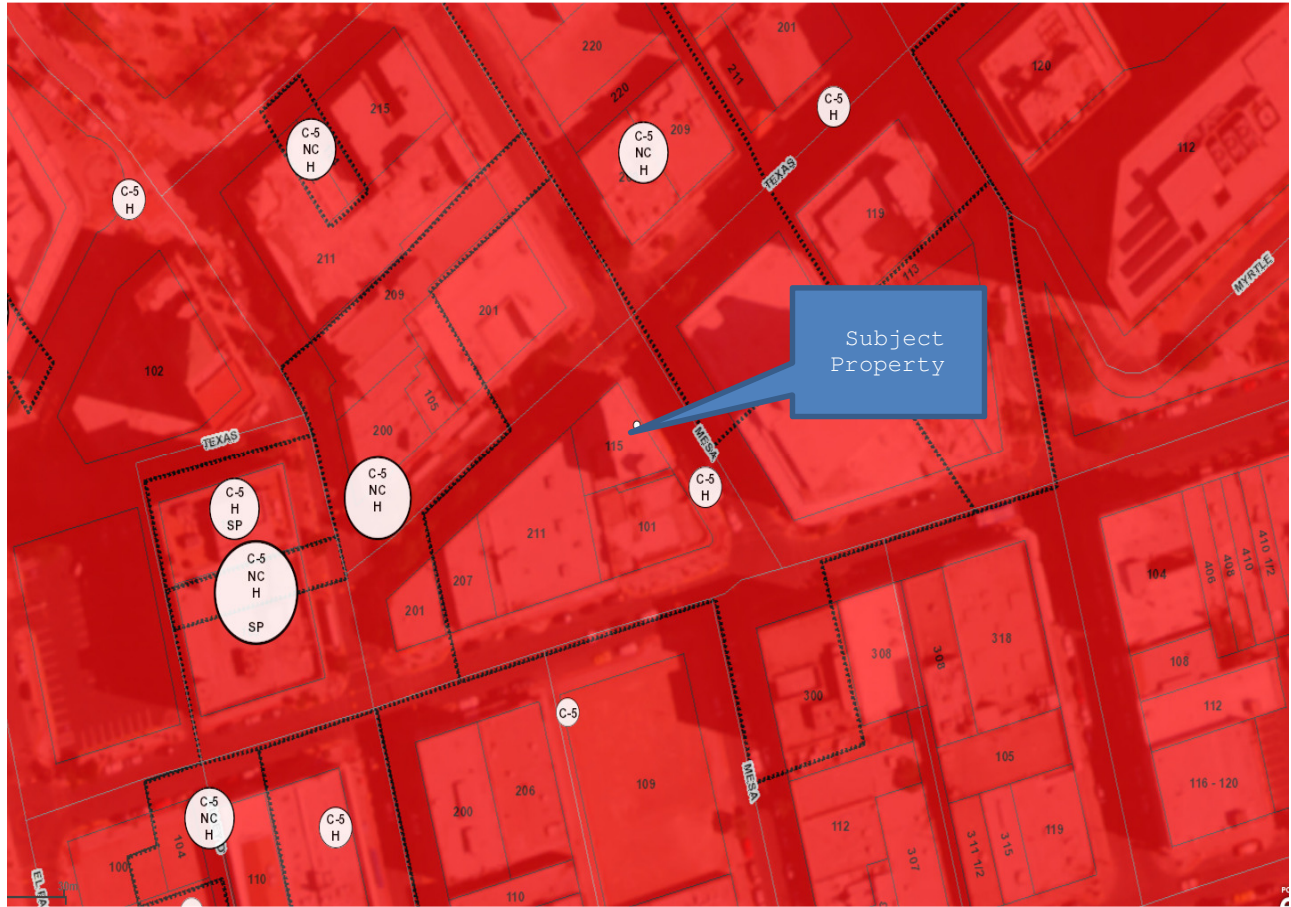 220
201
120
211
215
220
C-5
H
112
C-5
NC
H
C-5
NC
H
209
TEXAS
C-5
H
119
211
113
209
201
MYRTLE
Subject
Property
102
105
200
TEXAS
115
MESA
C-5
NC
H
C-5
H
C-5
H
SP
211
101
410 1/2
410
408
406
104
C-5
NC
H
SP
207
201
318
308
308
108
300
112
C-5
105
109
MESA
116 - 120
200
206
C-5
NC
H
C-5
H
112
119
315
311 1/2
307
104
100
110
110